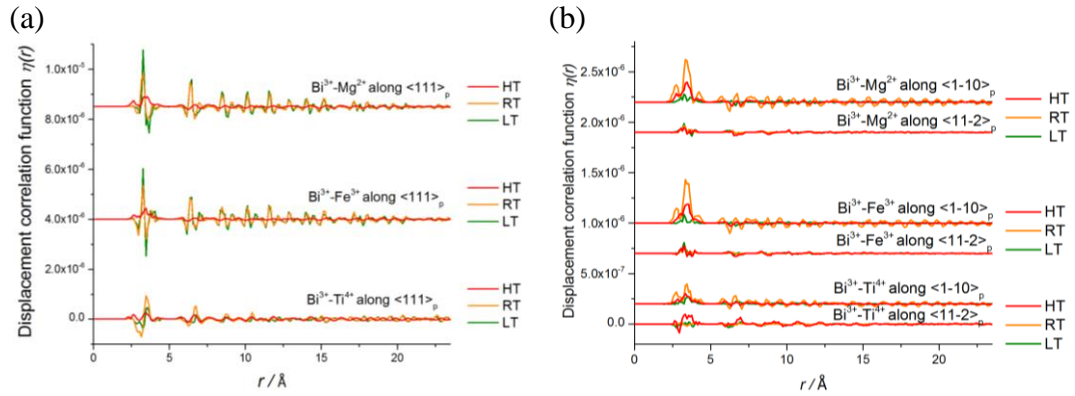 (a)
Displacement correlation function η(r)
1.0x10⁻⁵
8.0x10⁻⁶
6.0x10⁻⁶
4.0x10⁻⁶
2.0x10⁻⁶
0.0
Bi³⁺-Mg²⁺ along <111>ₚ
HT
RT
LT
Bi³⁺-Fe³⁺ along <111>ₚ
HT
RT
LT
Bi³⁺-Ti⁴⁺ along <111>ₚ
HT
RT
LT
0 5 10 15 20
r / Å
(b)
Displacement correlation function η(r)
2.5x10⁻⁶
2.0x10⁻⁶
1.5x10⁻⁶
1.0x10⁻⁶
5.0x10⁻⁷
0.0
Bi³⁺-Mg²⁺ along <1-10>ₚ
Bi³⁺-Mg²⁺ along <11-2>ₚ
HT
RT
LT
Bi³⁺-Fe³⁺ along <1-10>ₚ
Bi³⁺-Fe³⁺ along <11-2>ₚ
HT
RT
LT
Bi³⁺-Ti⁴⁺ along <1-10>ₚ
Bi³⁺-Ti⁴⁺ along <11-2>ₚ
HT
RT
LT
0 5 10 15 20
r / Å